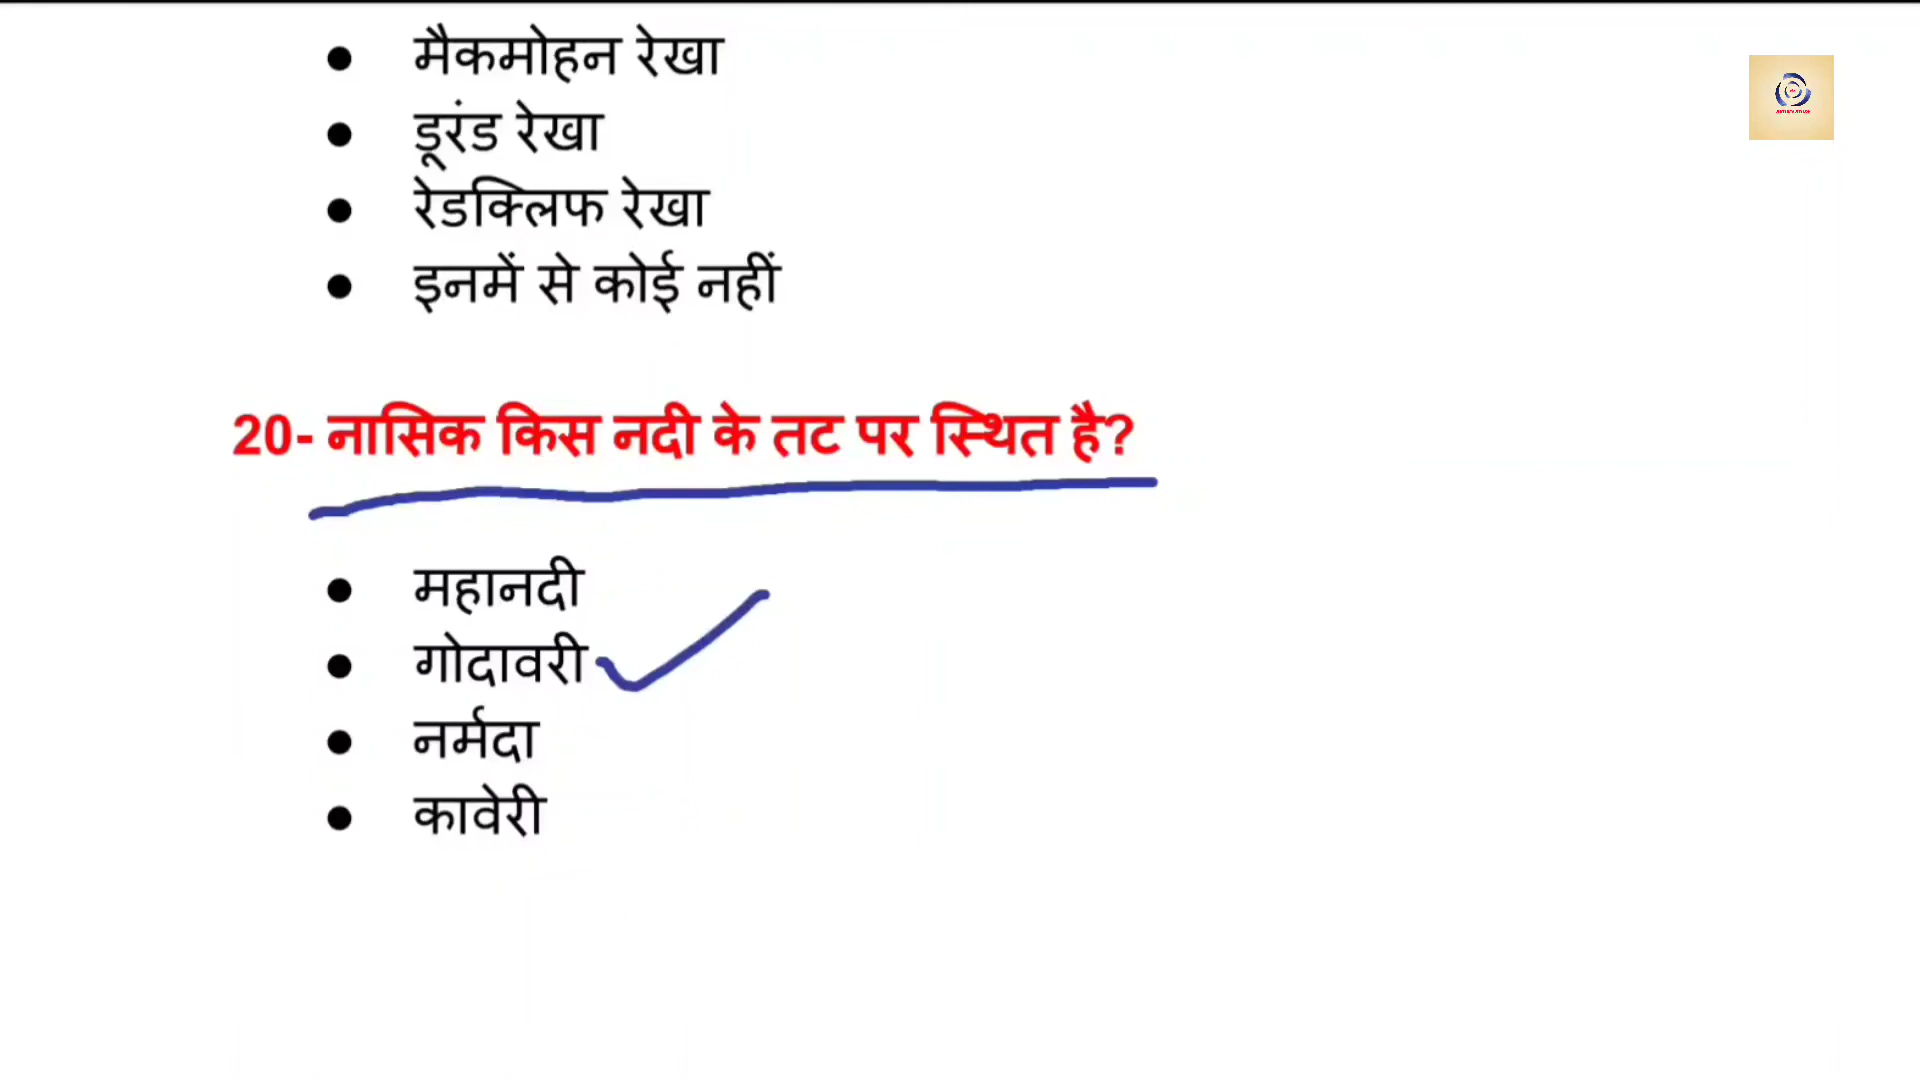 ● मैकमोहन रेखा
● डूरंड रेखा
● रेडक्लिफ रेखा
● इनमें से कोई नहीं
20- नासिक किस नदी के तट पर स्थित है?
● महानदी
● गोदावरी
● नर्मदा
● कावेरी